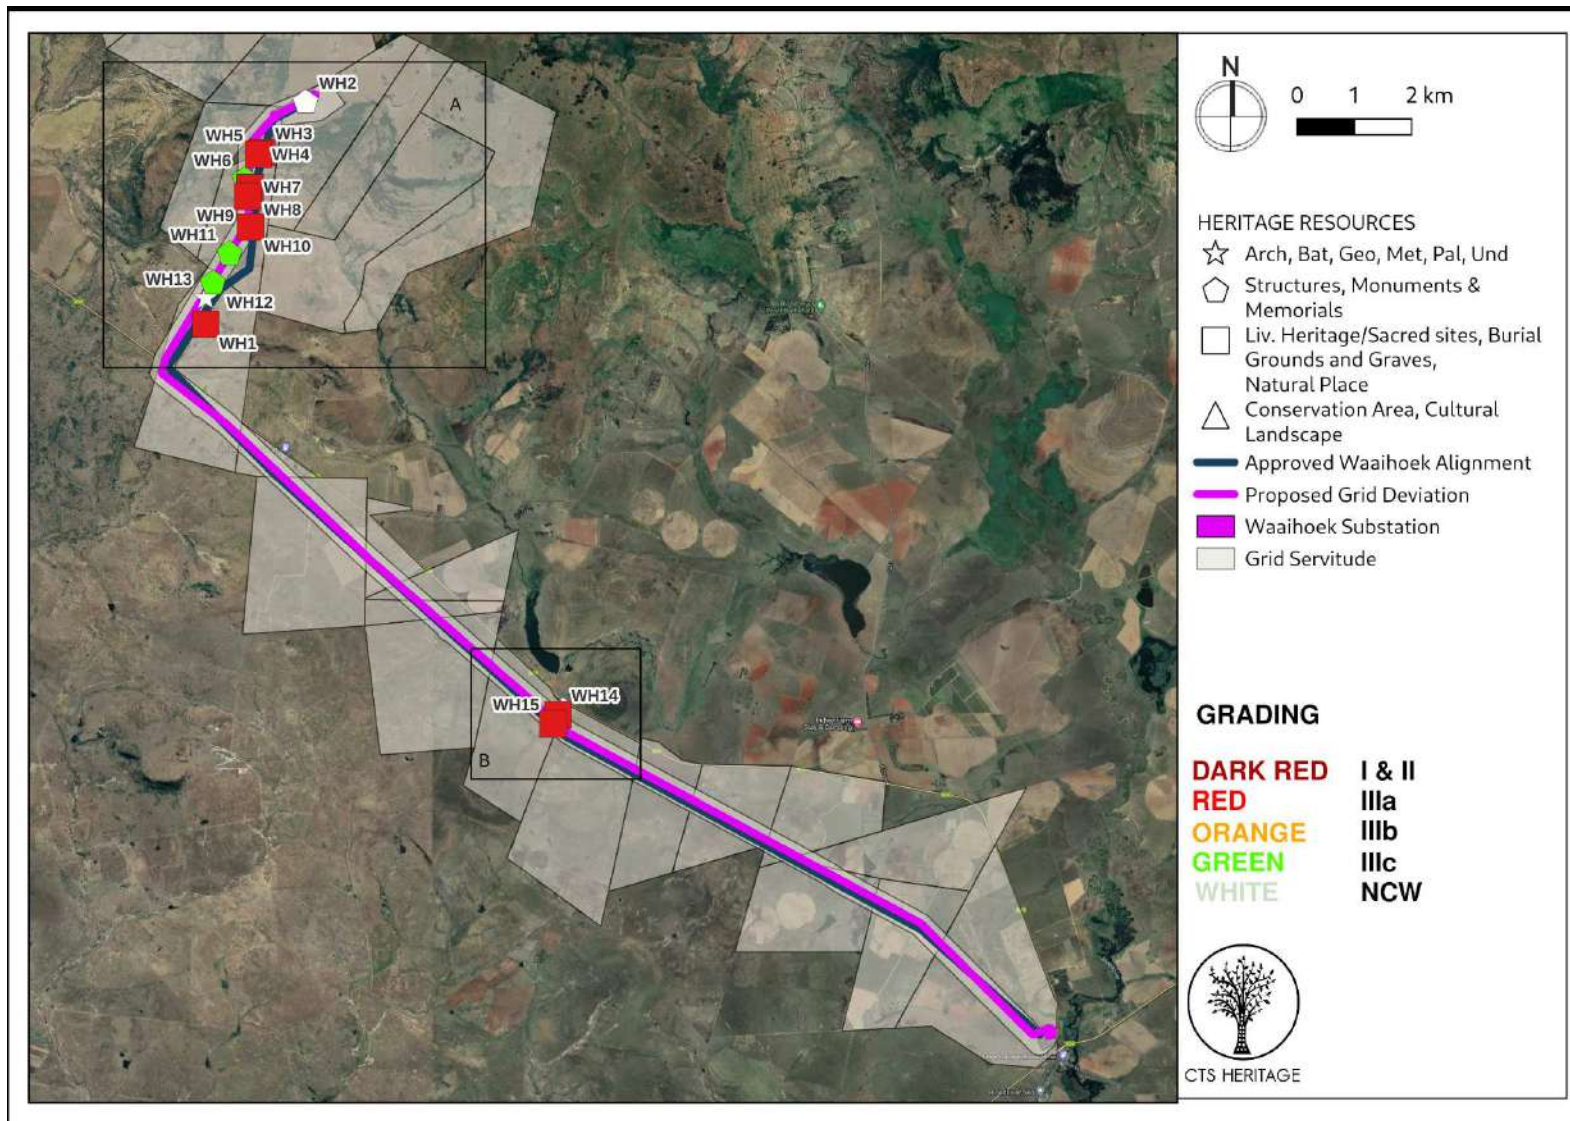 WH2
A
WH5
WH3
WH4
WH6
WH7
WH9
WH8
WH11
WH10
WH13
WH12
WH1
WH14
WH15
B
N
0 1 2 km
HERITAGE RESOURCES
Arch, Bat, Geo, Met, Pal, Und
Structures, Monuments &
Memorials
Liv. Heritage/Sacred sites, Burial
Grounds and Graves,
Natural Place
Conservation Area, Cultural
Landscape
Approved Waaihoek Alignment
Proposed Grid Deviation
Waaihoek Substation
Grid Servitude
GRADING
DARK RED I & II
RED IIIa
ORANGE IIIb
GREEN IIIc
WHITE NCW
CTS HERITAGE